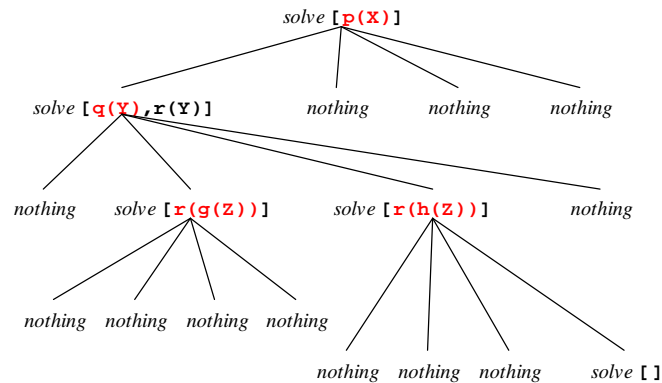 solve [p(X)]
solve [q(Y),r(Y)] nothing nothing nothing
nothing solve [r(g(Z))] solve [r(h(Z))] nothing
nothing nothing nothing nothing
nothing nothing nothing solve []